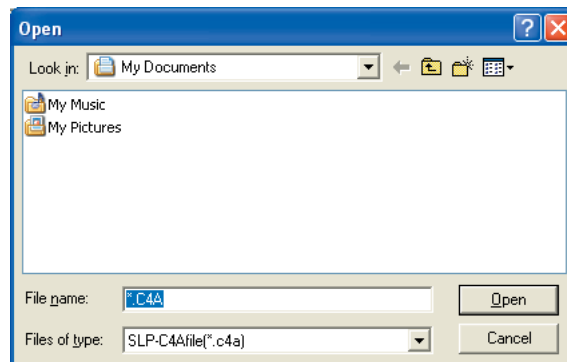 Open
Look in: My Documents
My Music
My Pictures
File name: *.C4A Open
Files of type: SLP-C4Afile(*.c4a) Cancel